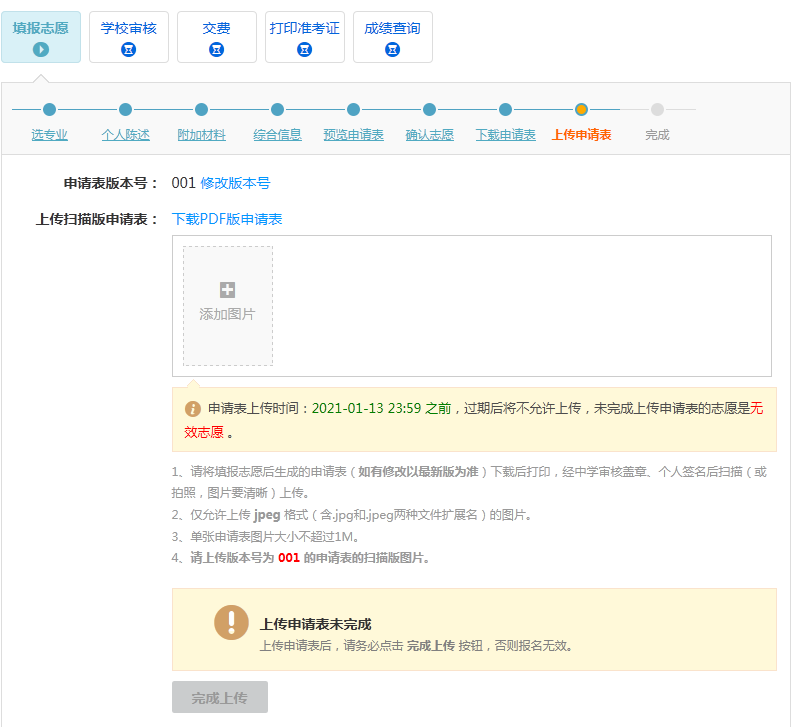 填报志愿 学校审核 交费 打印准考证 成绩查询
选专业 个人陈述 附加材料 综合信息 预览申请表 确认志愿 下载申请表 上传申请表 完成
申请表版本号： 001 修改版本号
上传扫描版申请表： 下载PDF版申请表
添加图片
申请表上传时间：2021-01-13 23:59 之前，过期后将不允许上传，未完成上传申请表的志愿是无
效志愿 。
1、请将填报志愿后生成的申请表（如有修改以最新版为准）下载后打印，经中学审核盖章、个人签名后扫描（或
拍照，图片要清晰）上传。
2、仅允许上传 jpeg 格式（含.jpg和.jpeg两种文件扩展名）的图片。
3、单张申请表图片大小不超过1M。
4、请上传版本号为 001 的申请表的扫描版图片。
上传申请表未完成
上传申请表后，请务必点击 完成上传 按钮，否则报名无效。
完成上传